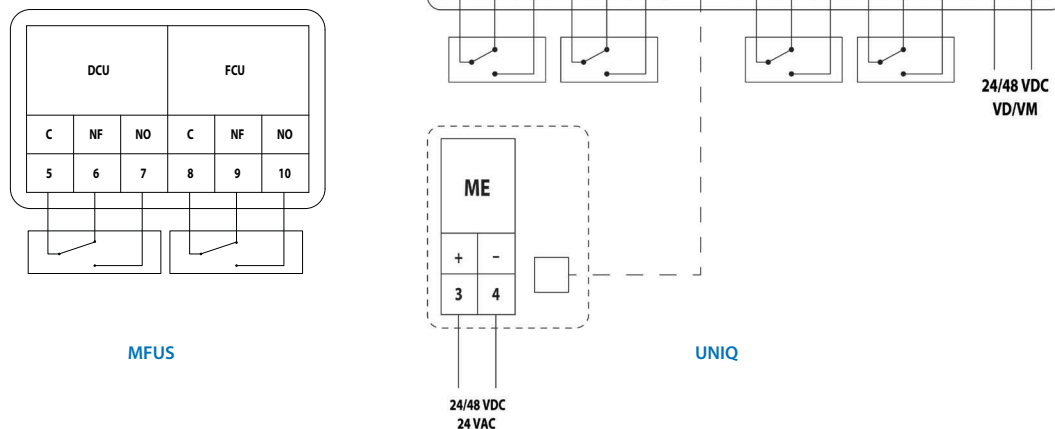 DCU FCU
C NF NO C NF NO
5 6 7 8 9 10
MFUS
24/48 VDC
VD/VM
ME
+ −
3 4
24/48 VDC
24 VAC
UNIQ